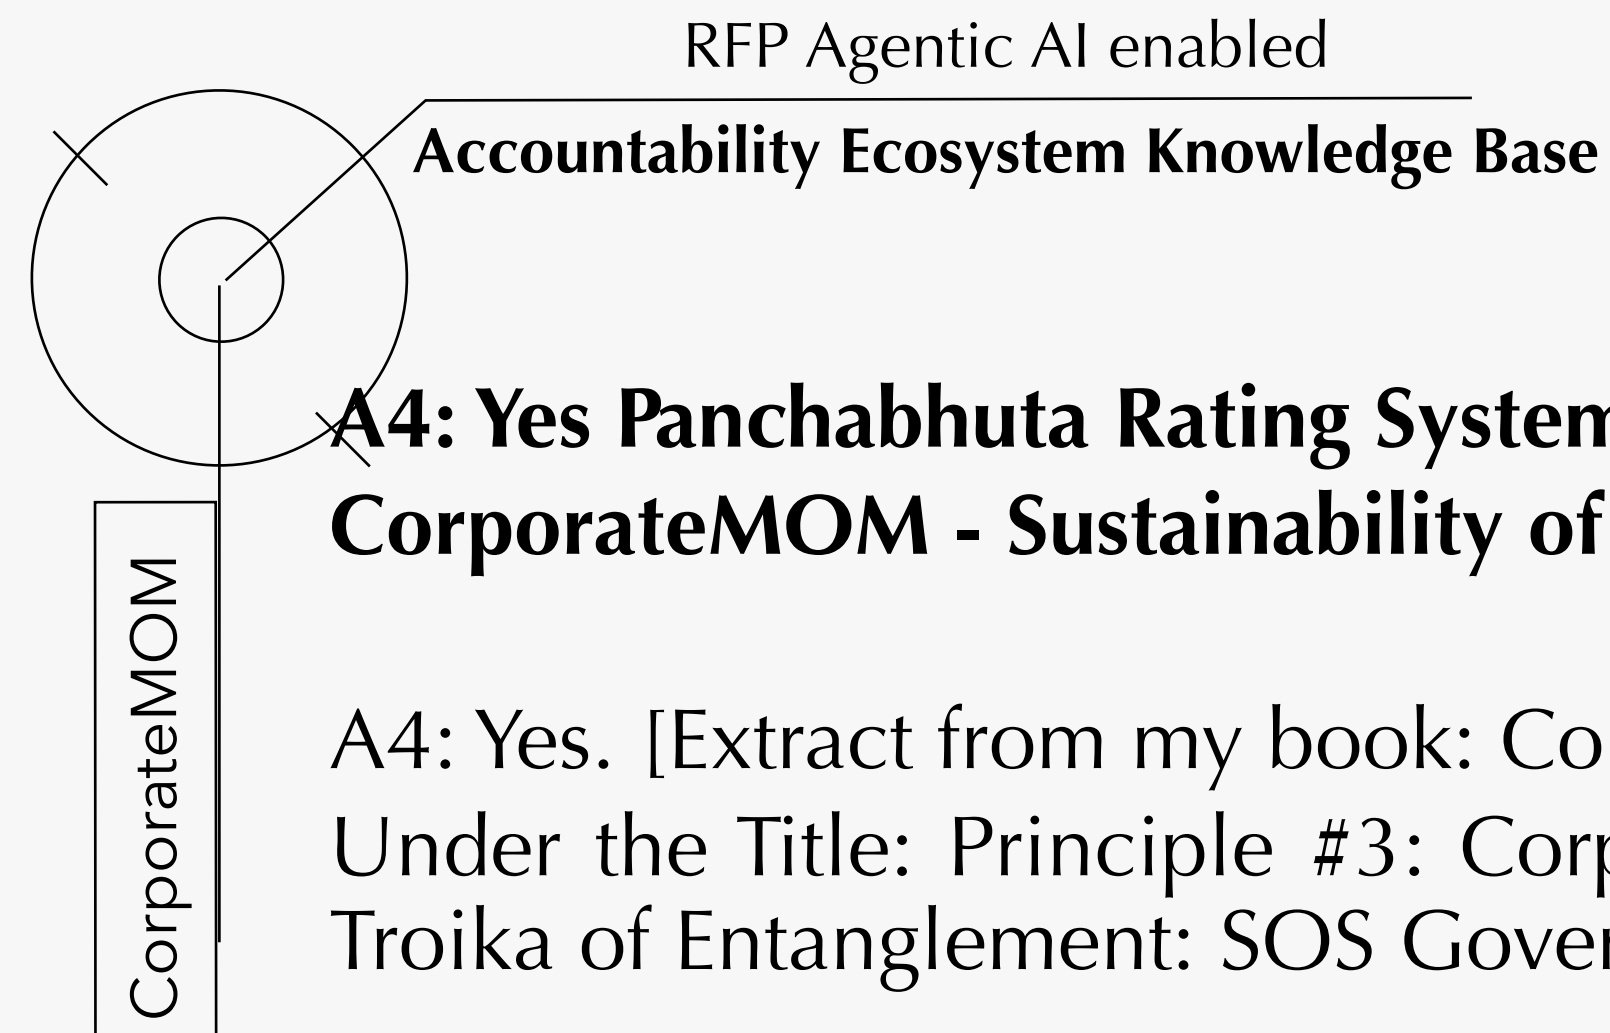 RFP Agentic AI enabled
Accountability Ecosystem Knowledge Base
A4: Yes Panchabhuta Rating System
CorporateMOM - Sustainability of
A4: Yes. [Extract from my book: Co
Under the Title: Principle #3: Corp
Troika of Entanglement: SOS Gover
CorporateMOM